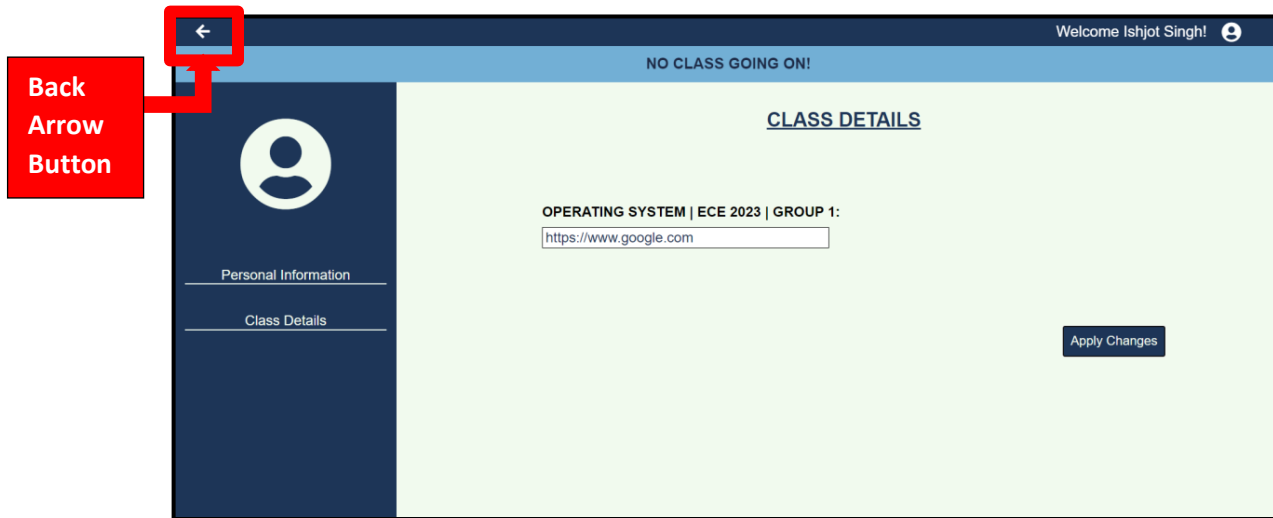 Welcome Ishjot Singh!
NO CLASS GOING ON!
Back
Arrow
Button
CLASS DETAILS
OPERATING SYSTEM | ECE 2023 | GROUP 1:
https://www.google.com
Personal Information
Class Details
Apply Changes